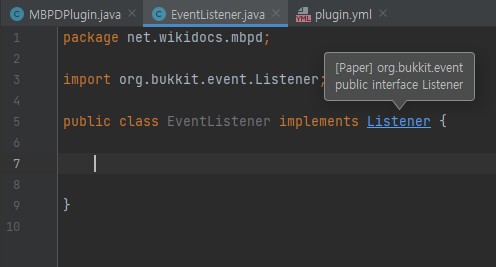 MBPDPlugin.java
EventListener.java
plugin.yml
1 package net.wikidocs.mbpd;
2
3 import org.bukkit.event.Listener;
[Paper] org.bukkit.event
public interface Listener
4
5 public class EventListener implements Listener {
6
7
8
9 }
10